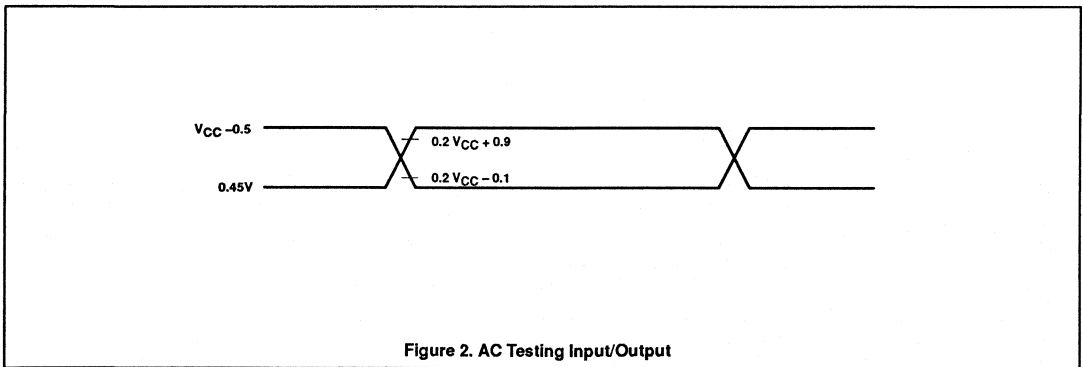 VCC –0.5
0.2 VCC + 0.9
0.2 VCC – 0.1
0.45V
Figure 2. AC Testing Input/Output